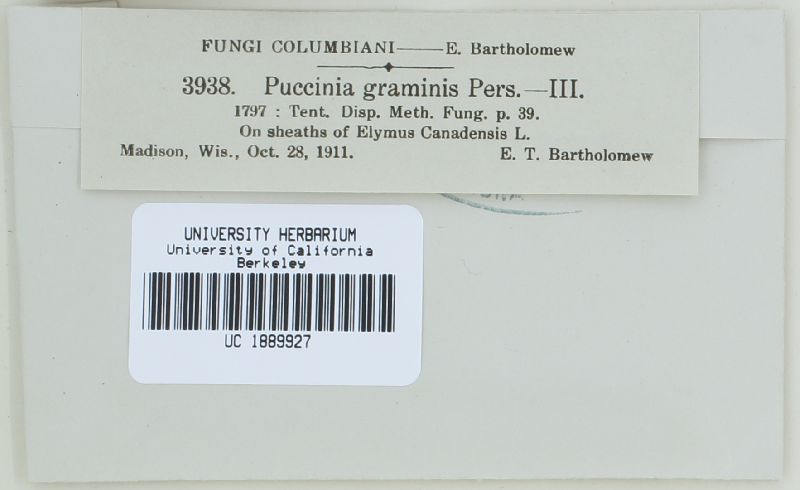 FUNGI COLUMBIANI——E. Bartholomew
3938. Puccinia graminis Pers.—III.
1797 : Tent. Disp. Meth. Fung. p. 39.
On sheaths of Elymus Canadensis L.
Madison, Wis., Oct. 28, 1911. E. T. Bartholomew
UNIVERSITY HERBARIUM
University of California
Berkeley
UC 1889927